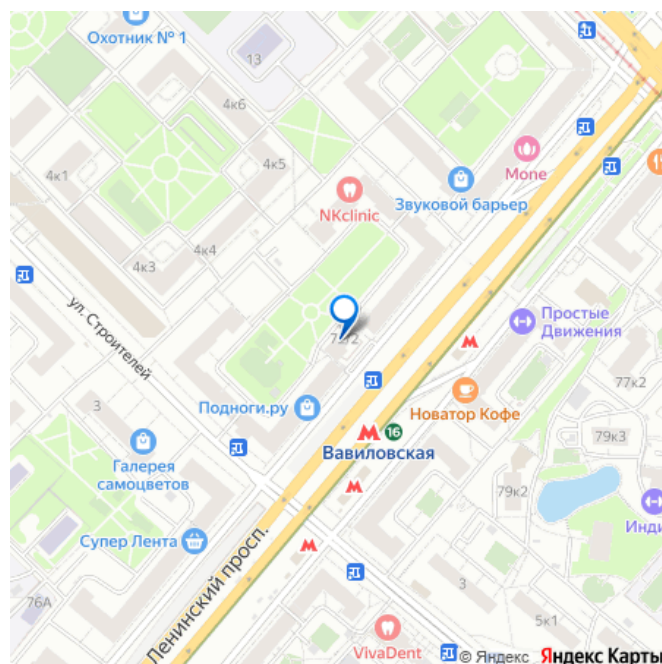 Охотник № 1
13
4к6
4к5
Mone
4к1
NKclinic
Звуковой барьер
4к4
4к3
ул. Строителей
Простые
Движения
77к2
Подноги.ру
Новатор Кофе
3
16
Вавиловская
79к3
Галерея
самоцветов
79к2
Инди
Супер Лента
Ленинский просп.
76А
3
5к1
VivaDent
© Яндекс Яндекс Карты